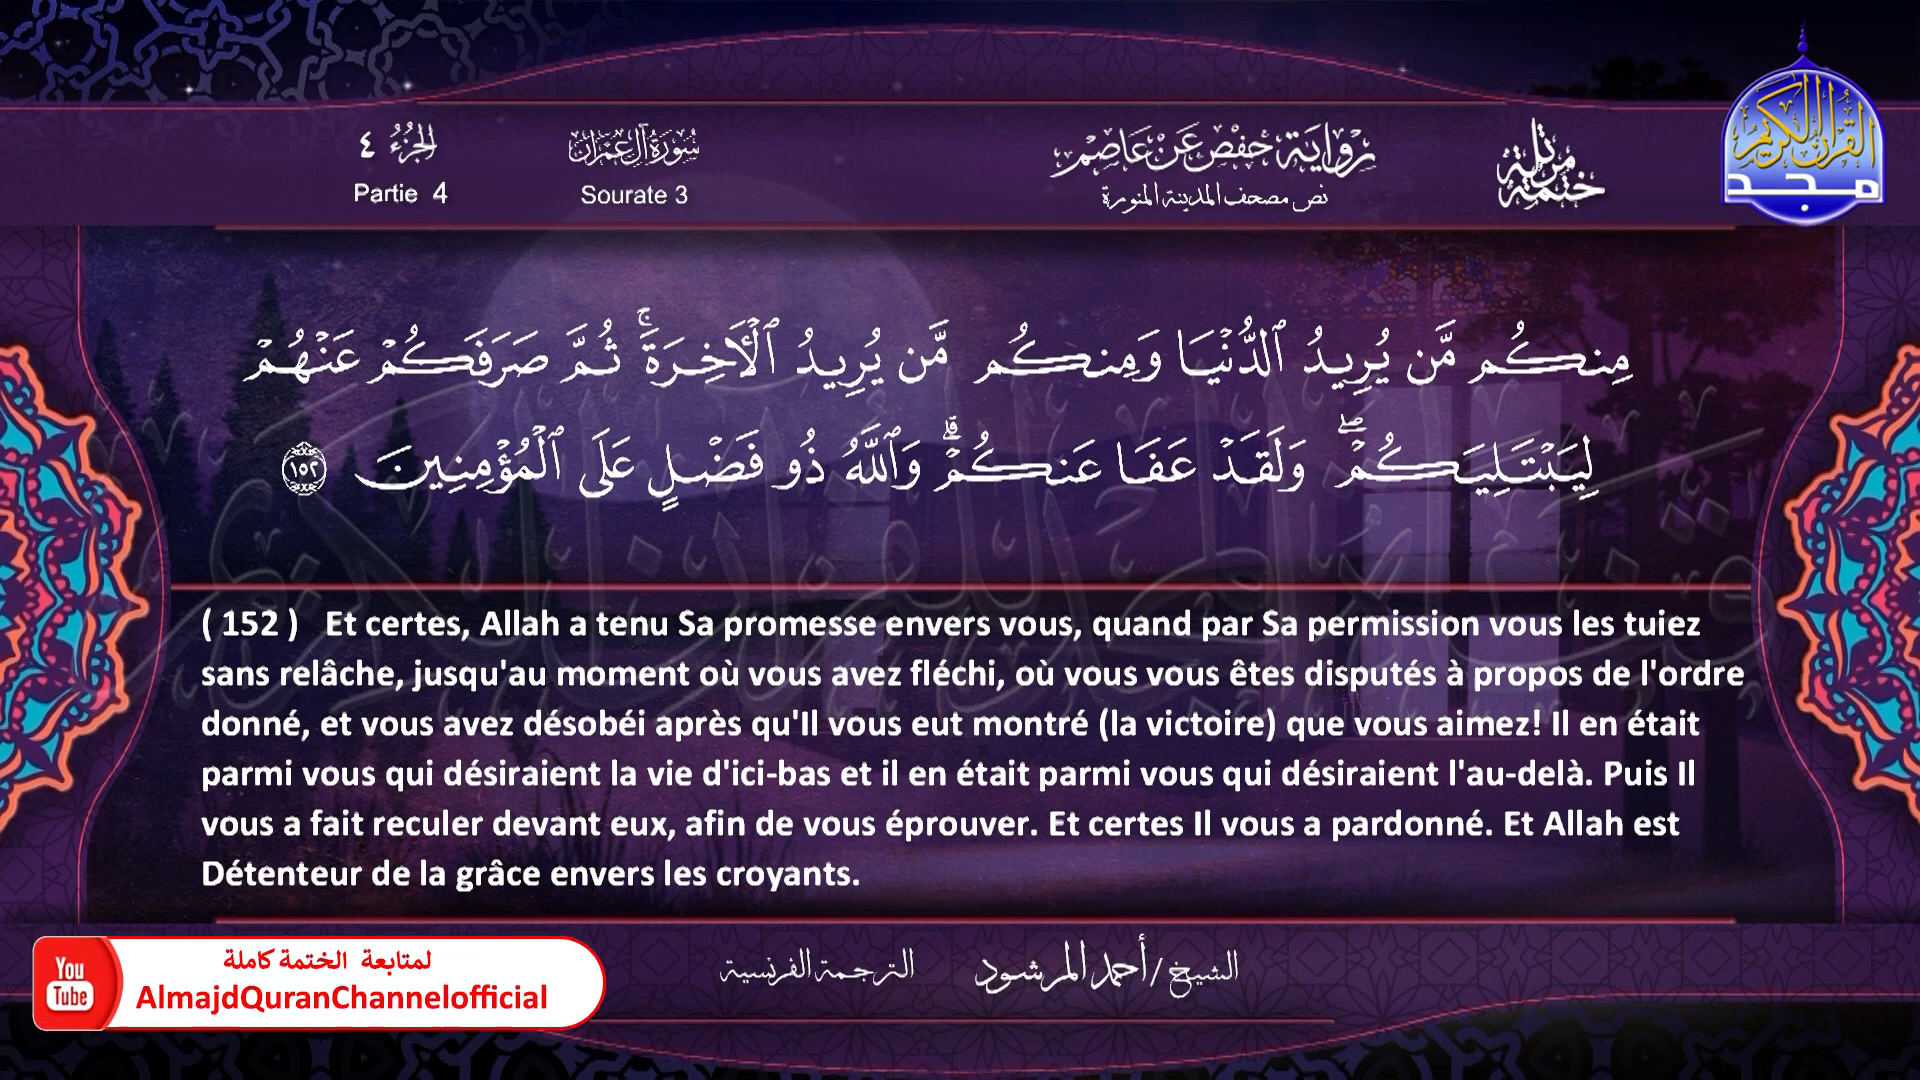 القرآن الكريم
مجد
ختمة مرتلة
رواية حفص عن عاصم
نص مصحف المدينة المنورة
سورة آل عمران
Sourate 3
الجزء ٤
Partie 4
مِنكُم مَّن يُرِيدُ ٱلدُّنۡيَا وَمِنكُم مَّن يُرِيدُ ٱلۡأٓخِرَةَۚ ثُمَّ صَرَفَكُمۡ عَنۡهُمۡ
لِيَبۡتَلِيَكُمۡۖ وَلَقَدۡ عَفَا عَنكُمۡۗ وَٱللَّهُ ذُو فَضۡلٍ عَلَى ٱلۡمُؤۡمِنِينَ ١٥٢
( 152 ) Et certes, Allah a tenu Sa promesse envers vous, quand par Sa permission vous les tuiez
sans relâche, jusqu'au moment où vous avez fléchi, où vous vous êtes disputés à propos de l'ordre
donné, et vous avez désobéi après qu'Il vous eut montré (la victoire) que vous aimez! Il en était
parmi vous qui désiraient la vie d'ici-bas et il en était parmi vous qui désiraient l'au-delà. Puis Il
vous a fait reculer devant eux, afin de vous éprouver. Et certes Il vous a pardonné. Et Allah est
Détenteur de la grâce envers les croyants.
الشيخ / أحمد المرشود
الترجمة الفرنسية
You
Tube
لمتابعة الختمة كاملة
AlmajdQuranChannelofficial